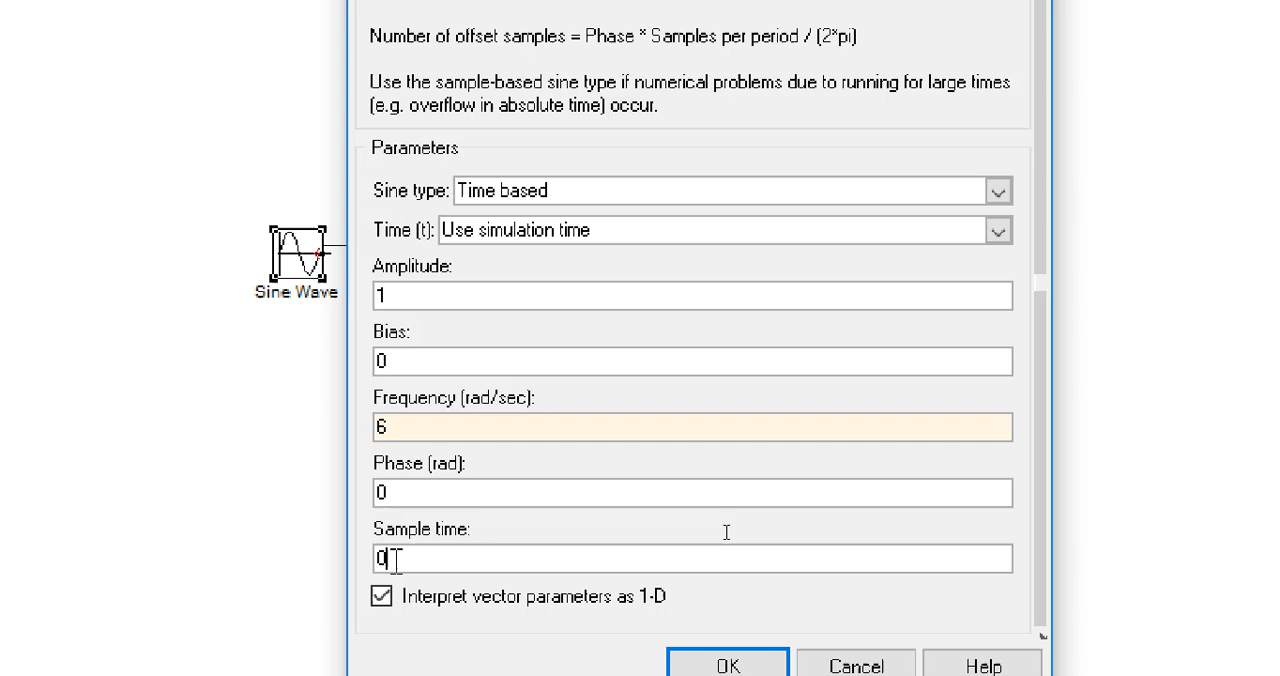 Number of offset samples = Phase * Samples per period / (2*pi)
Use the sample-based sine type if numerical problems due to running for large times
(e.g. overflow in absolute time) occur.
Parameters
Sine type: Time based
Time (t): Use simulation time
Amplitude:
1
Bias:
0
Frequency (rad/sec):
6
Phase (rad):
0
Sample time:
0
Interpret vector parameters as 1-D
OK Cancel Help
Sine Wave